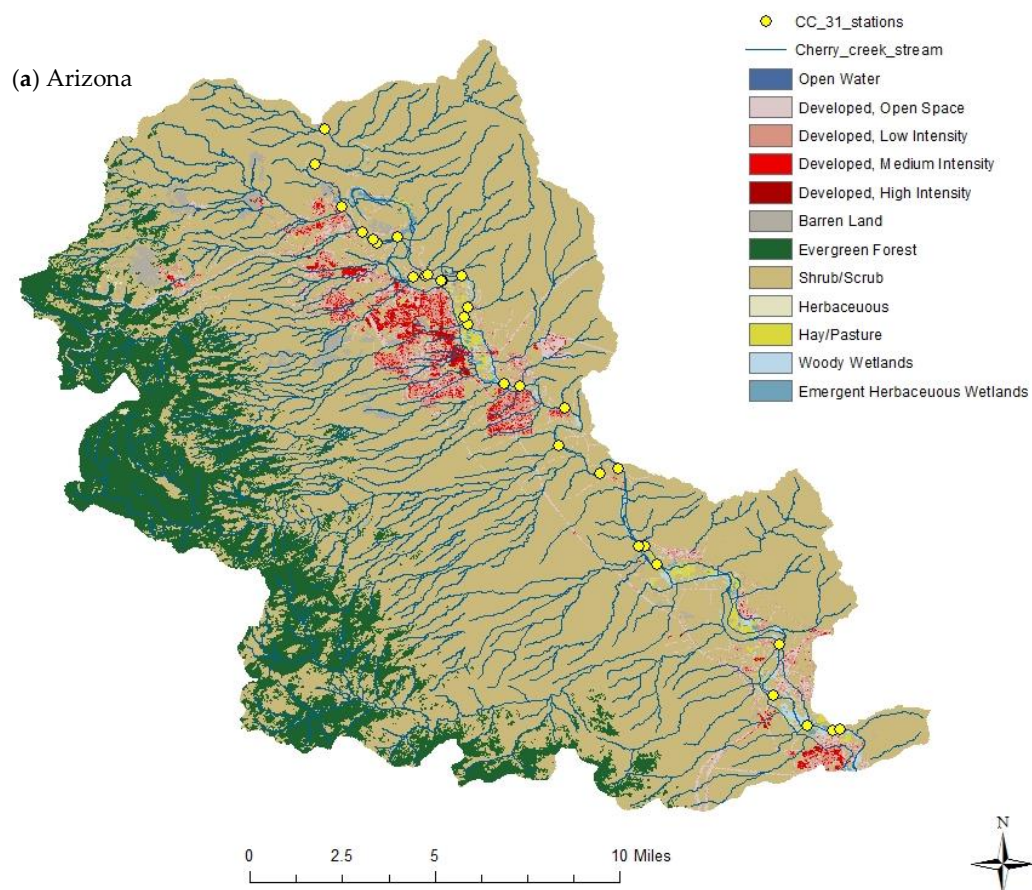 (a) Arizona
CC_31_stations
Cherry_creek_stream
Open Water
Developed, Open Space
Developed, Low Intensity
Developed, Medium Intensity
Developed, High Intensity
Barren Land
Evergreen Forest
Shrub/Scrub
Herbaceuous
Hay/Pasture
Woody Wetlands
Emergent Herbaceuous Wetlands
N
0 2.5 5 10 Miles